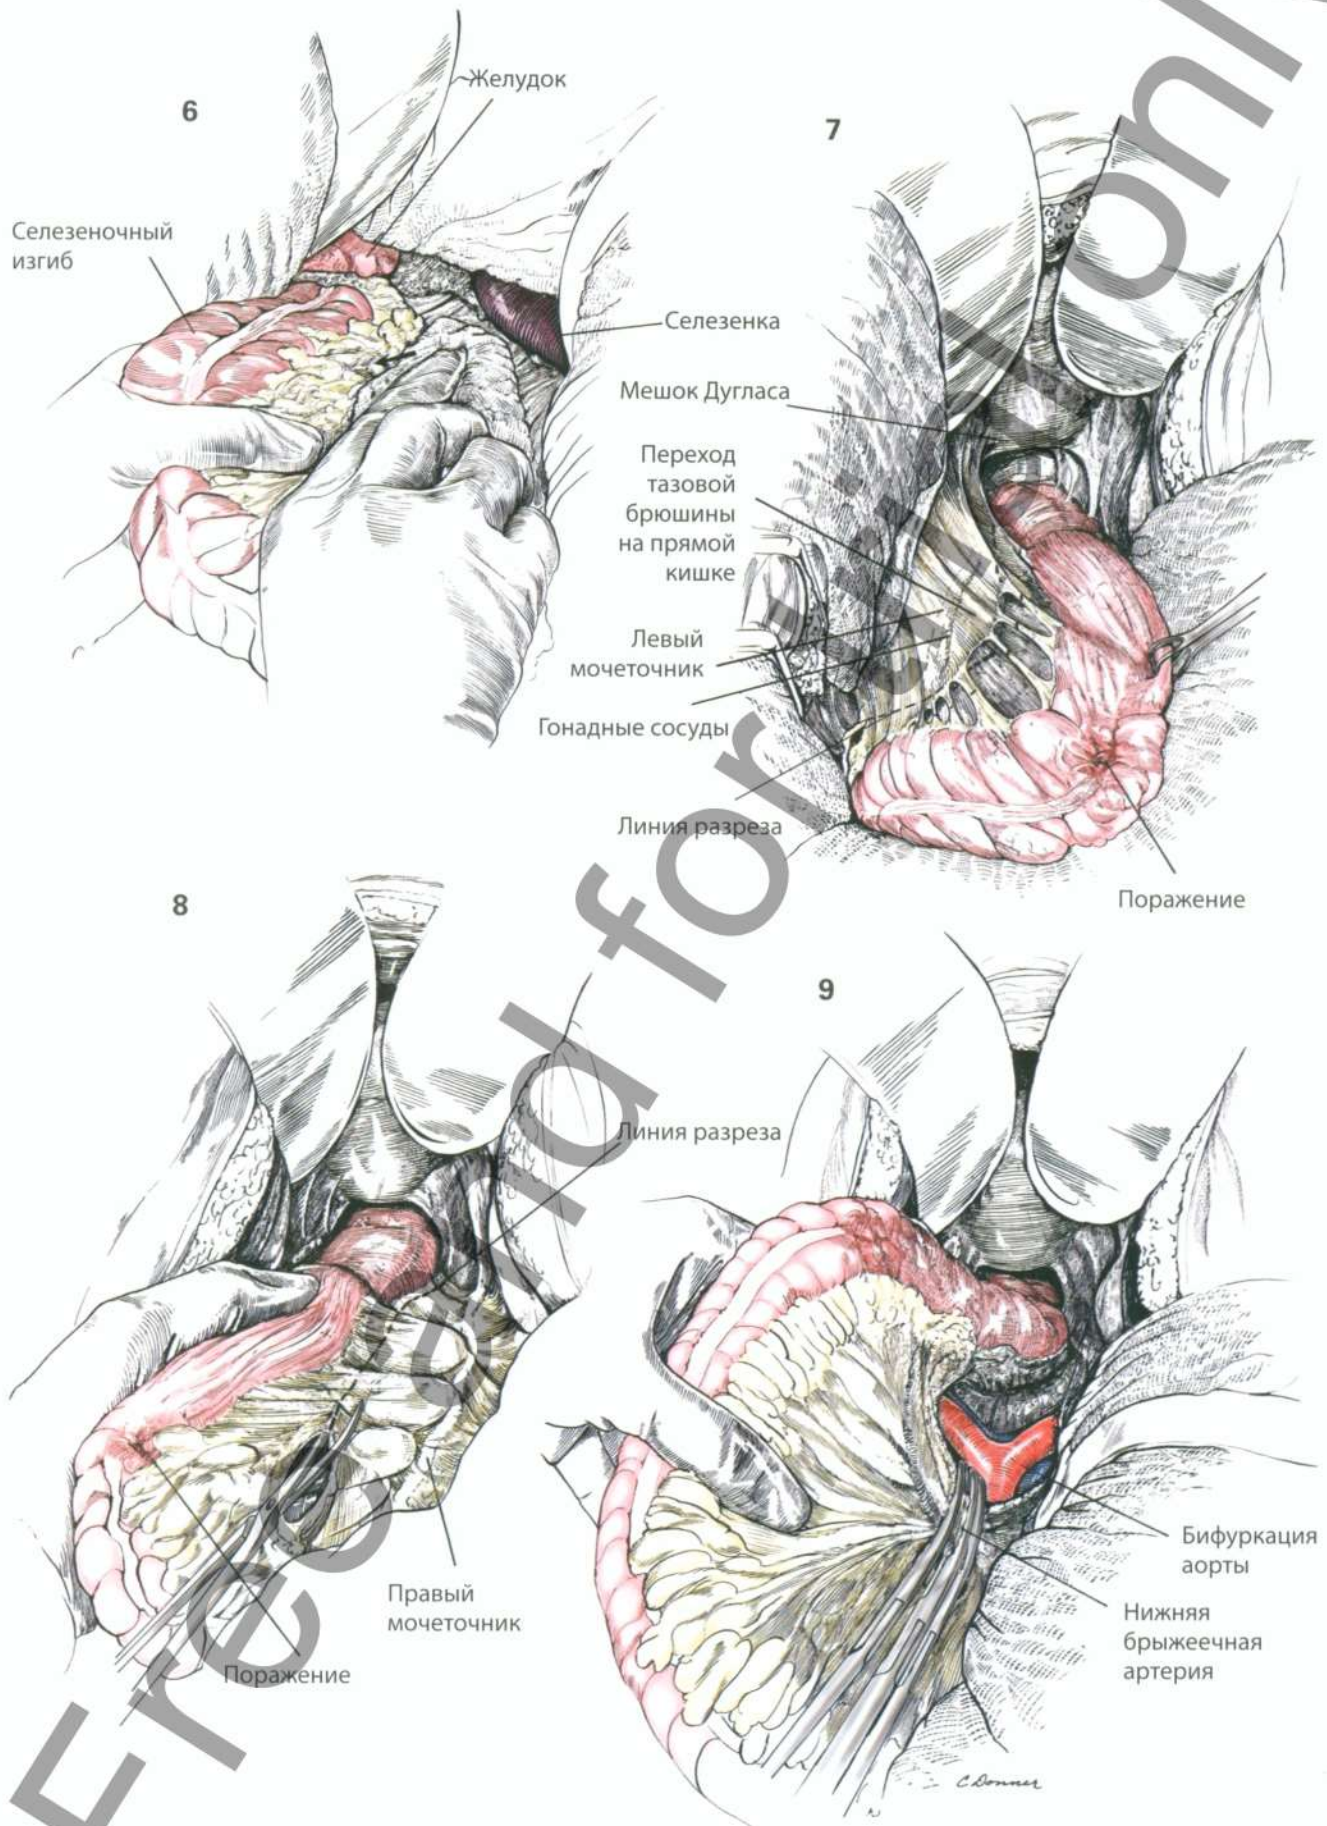 6
Желудок
Селезеночный
изгиб
Селезенка
7
Мешок Дугласа
Переход
тазовой
брюшины
на прямой
кишке
Левый
мочеточник
Гонадные сосуды
Линия разреза
Поражение
8
Линия разреза
Правый
мочеточник
Поражение
9
Бифуркация
аорты
Нижняя
брыжеечная
артерия
C Donner